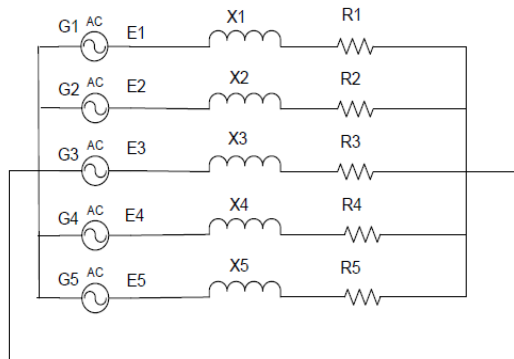 G1 AC E1 X1 R1
G2 AC E2 X2 R2
G3 AC E3 X3 R3
G4 AC E4 X4 R4
G5 AC E5 X5 R5